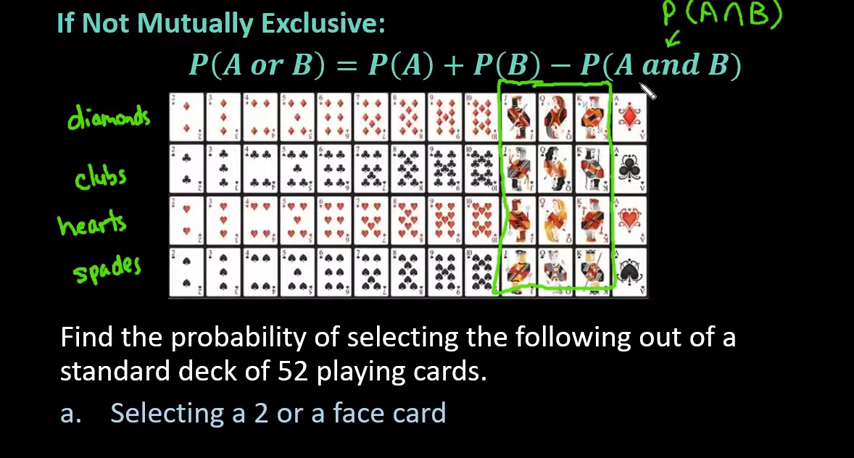 If Not Mutually Exclusive:
P(A∩B)
P(A or B) = P(A) + P(B) − P(A and B)
diamonds
clubs
hearts
spades
Find the probability of selecting the following out of a
standard deck of 52 playing cards.
a. Selecting a 2 or a face card